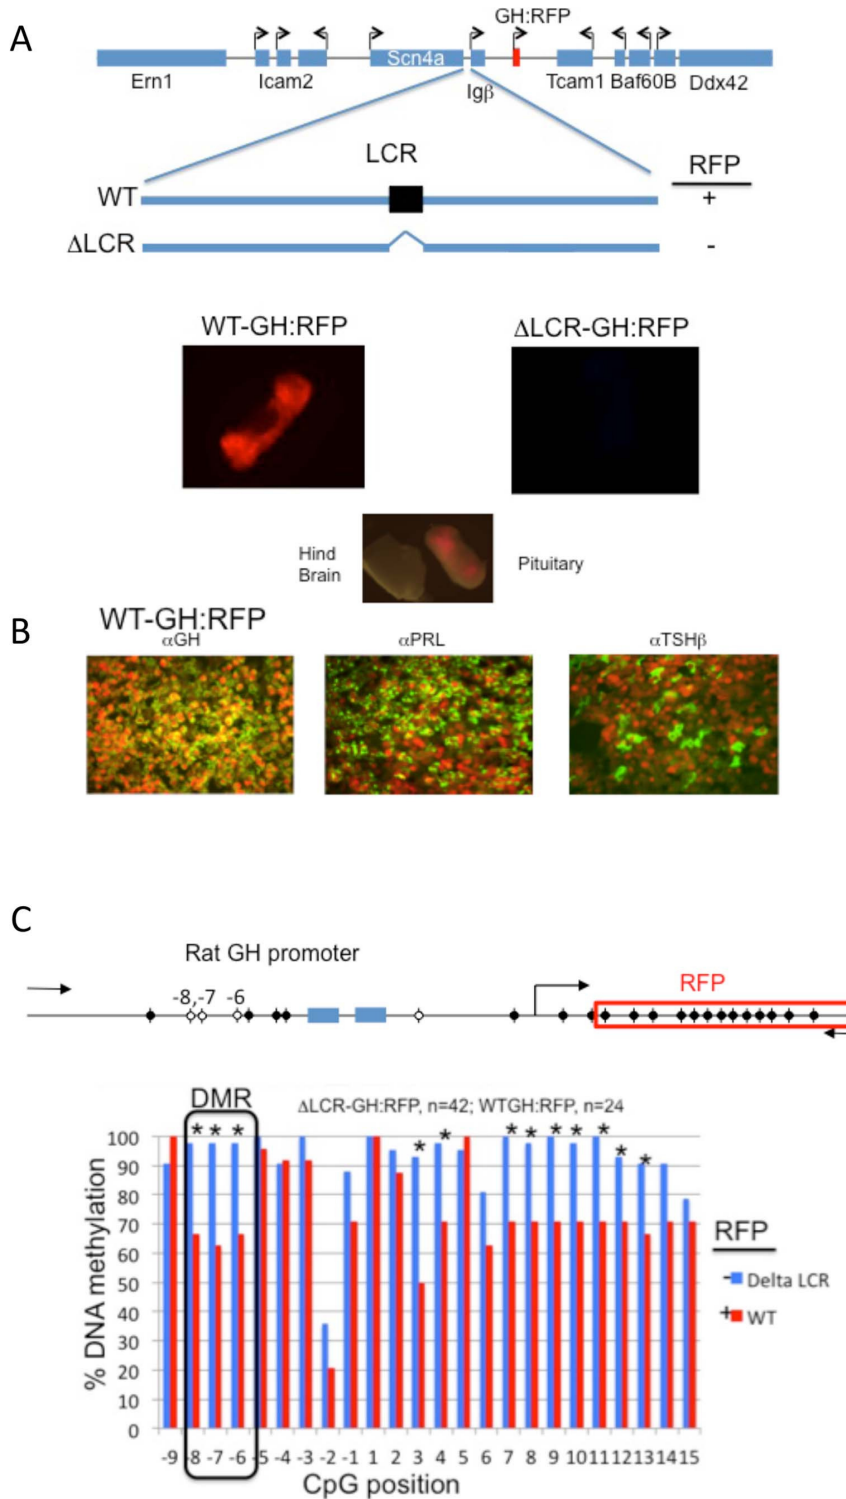 A
GH:RFP
Scn4a
Ern1
Icam2
Igβ
Tcam1
Baf60B
Ddx42
LCR
RFP
WT
+
ΔLCR
-
WT-GH:RFP
ΔLCR-GH:RFP
Hind
Brain
Pituitary
B
WT-GH:RFP
αGH
αPRL
αTSHβ
C
Rat GH promoter
RFP
-8,-7
-6
DMR
ΔLCR-GH:RFP, n=42; WTGH:RFP, n=24
* * * * * * * * * * * *
% DNA methylation
100
90
80
70
60
50
40
30
20
10
0
RFP
- Delta LCR
+ WT
-9 -8 -7 -6 -5 -4 -3 -2 -1 1 2 3 4 5 6 7 8 9 10 11 12 13 14 15
CpG position